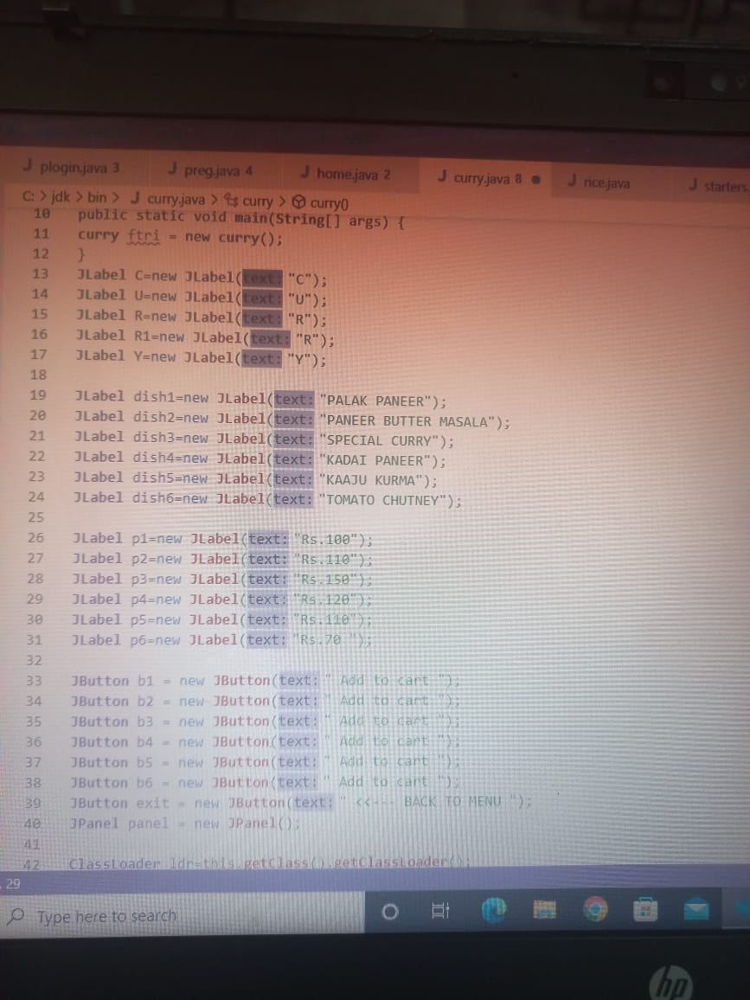 J plogin.java 3 J preg.java 4 J home.java 2 J curry.java 8 ● J rice.java J starters.
C: > jdk > bin > J curry.java > curry > curry()
10 public static void main(String[] args) {
11 curry ftri = new curry();
12 }
13 JLabel C=new JLabel(text: "C");
14 JLabel U=new JLabel(text: "U");
15 JLabel R=new JLabel(text: "R");
16 JLabel R1=new JLabel(text: "R");
17 JLabel Y=new JLabel(text: "Y");
18
19 JLabel dish1=new JLabel(text: "PALAK PANEER");
20 JLabel dish2=new JLabel(text: "PANEER BUTTER MASALA");
21 JLabel dish3=new JLabel(text: "SPECIAL CURRY");
22 JLabel dish4=new JLabel(text: "KADAI PANEER");
23 JLabel dish5=new JLabel(text: "KAAJU KURMA");
24 JLabel dish6=new JLabel(text: "TOMATO CHUTNEY");
25
26 JLabel p1=new JLabel(text: "Rs.100");
27 JLabel p2=new JLabel(text: "Rs.110");
28 JLabel p3=new JLabel(text: "Rs.150");
29 JLabel p4=new JLabel(text: "Rs.120");
30 JLabel p5=new JLabel(text: "Rs.110");
31 JLabel p6=new JLabel(text: "Rs.70 ");
32
33 JButton b1 = new JButton(text: " Add to cart ");
34 JButton b2 = new JButton(text: " Add to cart ");
35 JButton b3 = new JButton(text: " Add to cart ");
36 JButton b4 = new JButton(text: " Add to cart ");
37 JButton b5 = new JButton(text: " Add to cart ");
38 JButton b6 = new JButton(text: " Add to cart ");
39 JButton exit = new JButton(text: " <<--- BACK TO MENU ");
40 JPanel panel = new JPanel();
41
42 ClassLoader ldr=this.getClass().getClassLoader();
29
Type here to search
hp